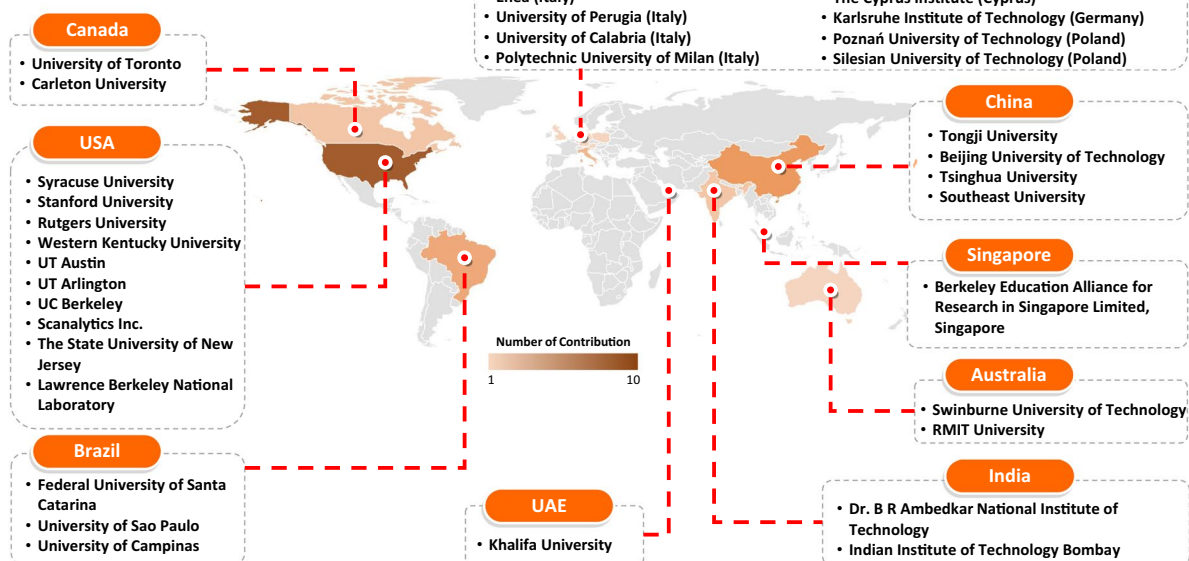 Enea (Italy)
• University of Perugia (Italy)
• University of Calabria (Italy)
• Polytechnic University of Milan (Italy)
The Cyprus Institute (Cyprus)
• Karlsruhe Institute of Technology (Germany)
• Poznań University of Technology (Poland)
• Silesian University of Technology (Poland)
Canada
• University of Toronto
• Carleton University
USA
• Syracuse University
• Stanford University
• Rutgers University
• Western Kentucky University
• UT Austin
• UT Arlington
• UC Berkeley
• Scanalytics Inc.
• The State University of New
Jersey
• Lawrence Berkeley National
Laboratory
Brazil
• Federal University of Santa
Catarina
• University of Sao Paulo
• University of Campinas
Number of Contribution
1
10
UAE
• Khalifa University
China
• Tongji University
• Beijing University of Technology
• Tsinghua University
• Southeast University
Singapore
• Berkeley Education Alliance for
Research in Singapore Limited,
Singapore
Australia
• Swinburne University of Technology
• RMIT University
India
• Dr. B R Ambedkar National Institute of
Technology
• Indian Institute of Technology Bombay